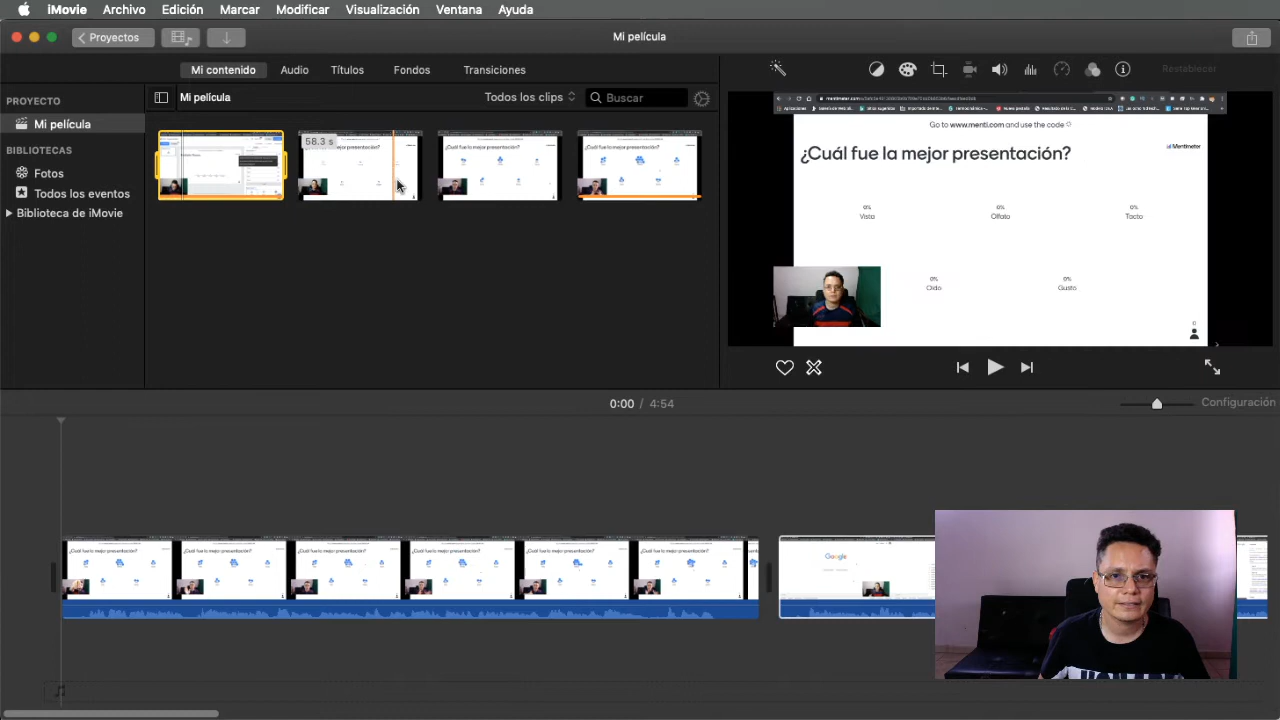 iMovie Archivo Edición Marcar Modificar Visualización Ventana Ayuda
Proyectos
Mi película
Mi contenido Audio Títulos Fondos Transiciones
Restablecer
PROYECTO
Mi película
Todos los clips
Buscar
Mi película
BIBLIOTECAS
Fotos
Todos los eventos
Biblioteca de iMovie
58.3 s
Go to www.menti.com and use the code
Mentimeter
¿Cuál fue la mejor presentación?
0% 0% 0%
Vista Olfato Tacto
0% 0%
Oído Gusto
0:00 / 4:54
Configuración
¿Cuál fue la mejor presentación? ¿Cuál fue la mejor presentación? ¿Cuál fue la mejor presentación? ¿Cuál fue la mejor presentación? ¿Cuál fue la mejor presentación? ¿Cuál fue la mejor presentación?
Google